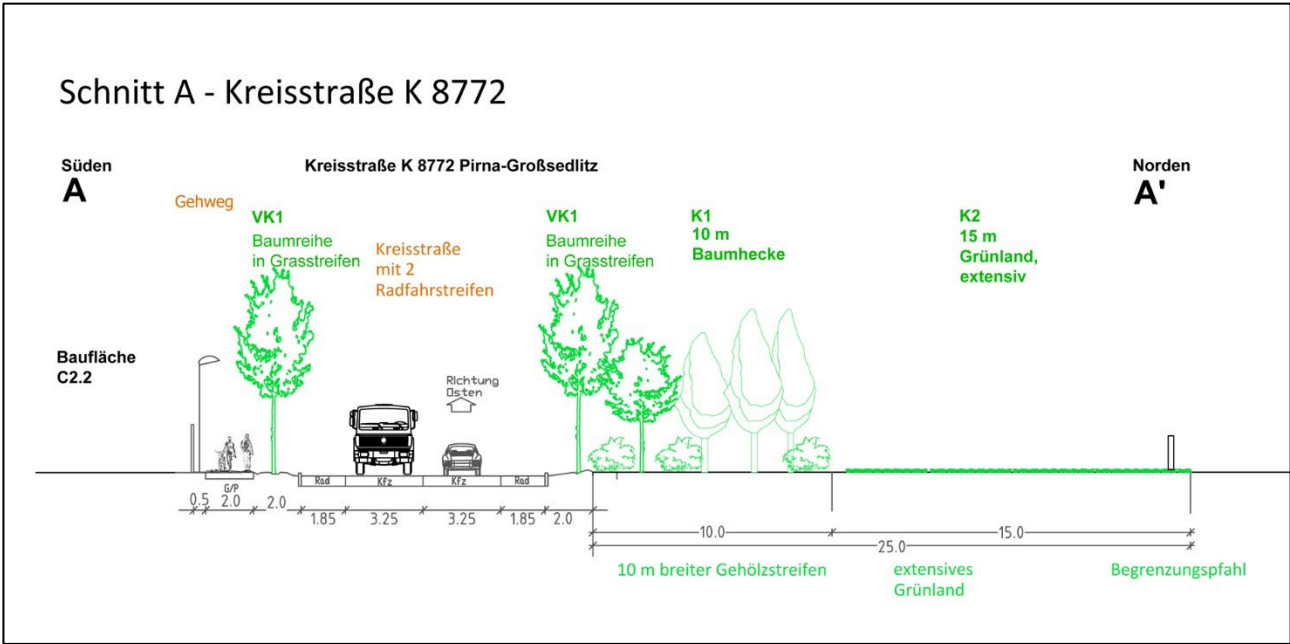 Schnitt A - Kreisstraße K 8772
Süden
A
Kreisstraße K 8772 Pirna-Großsedlitz
Norden
A'
Gehweg
VK1
Baumreihe
in Grasstreifen
Kreisstraße
mit 2
Radfahrstreifen
VK1
Baumreihe
in Grasstreifen
K1
10 m
Baumhecke
K2
15 m
Grünland,
extensiv
Baufläche
C2.2
Richtung
Osten
G/P
Rad
Kfz
Kfz
Rad
0.5
2.0
2.0
1.85
3.25
3.25
1.85
2.0
10.0
15.0
25.0
10 m breiter Gehölzstreifen
extensives
Grünland
Begrenzungspfahl